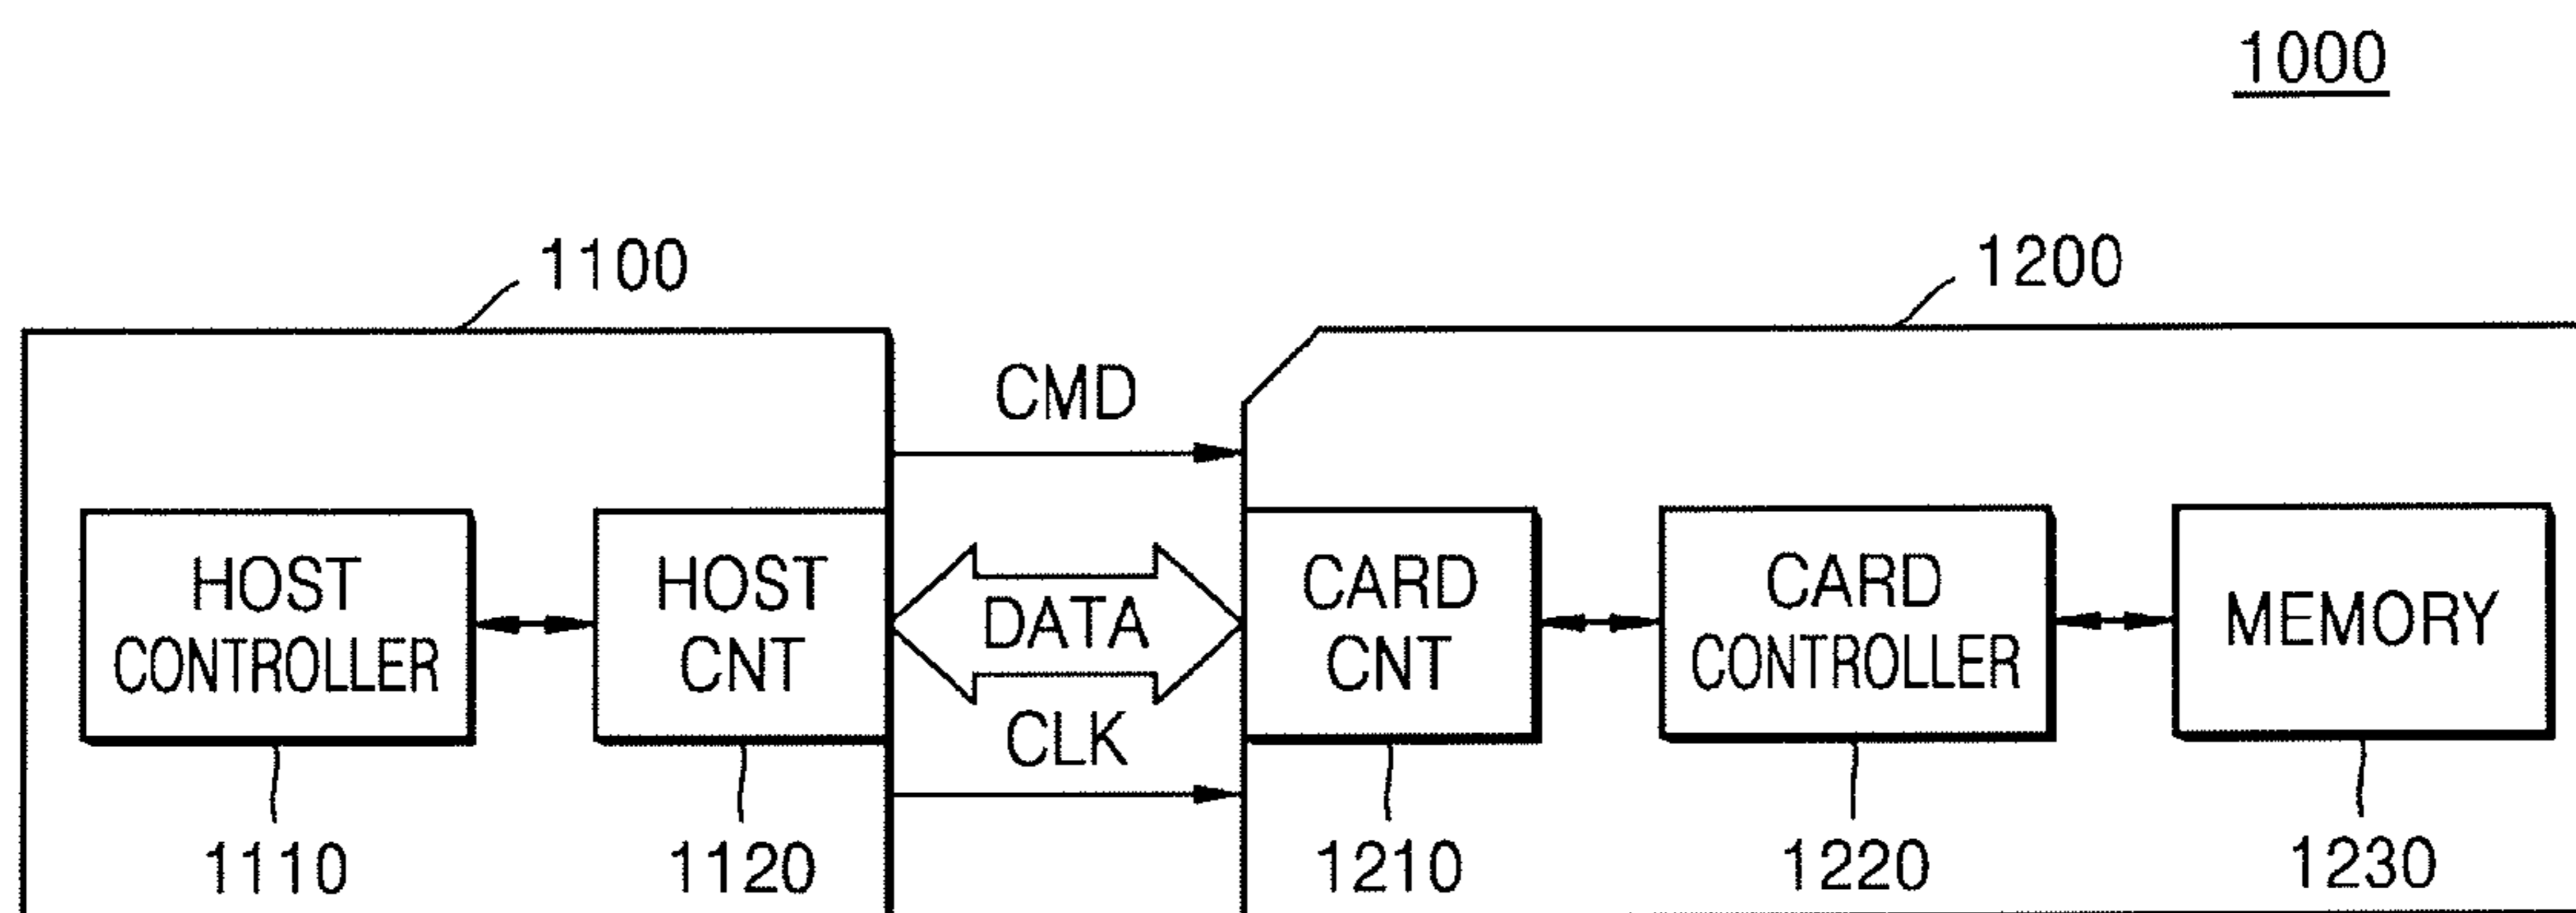 1000
1100
1200
CMD
HOST
CONTROLLER
HOST
CNT
DATA
CARD
CNT
CARD
CONTROLLER
MEMORY
CLK
1110
1120
1210
1220
1230